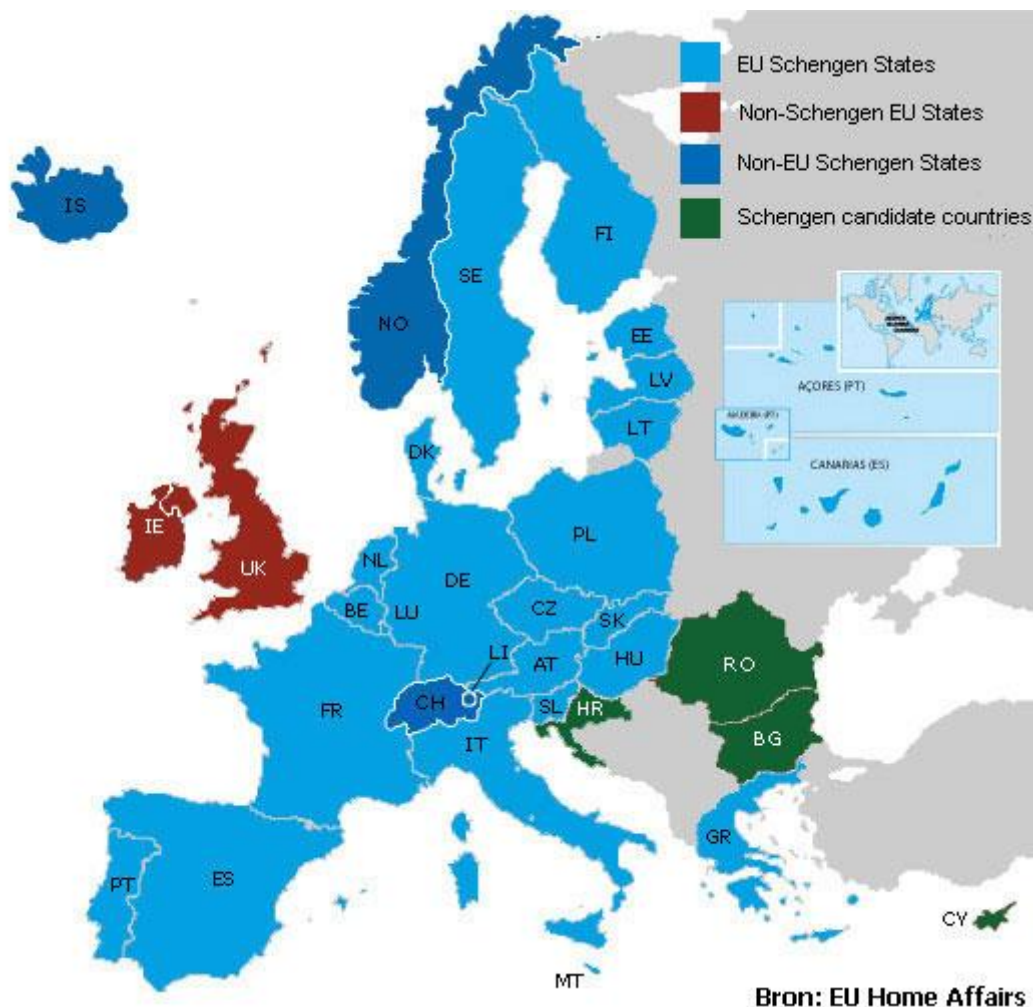 EU Schengen States
Non-Schengen EU States
Non-EU Schengen States
Schengen candidate countries
IS
FI
SE
NO
EE
LV
LT
DK
AÇORES (PT)
MADEIRA (PT)
CANARIAS (ES)
IE
UK
NL
DE
PL
BE
LU
CZ
SK
LI
AT
HU
RO
FR
CH
SL
HR
IT
BG
GR
PT
ES
CY
MT
Bron: EU Home Affairs